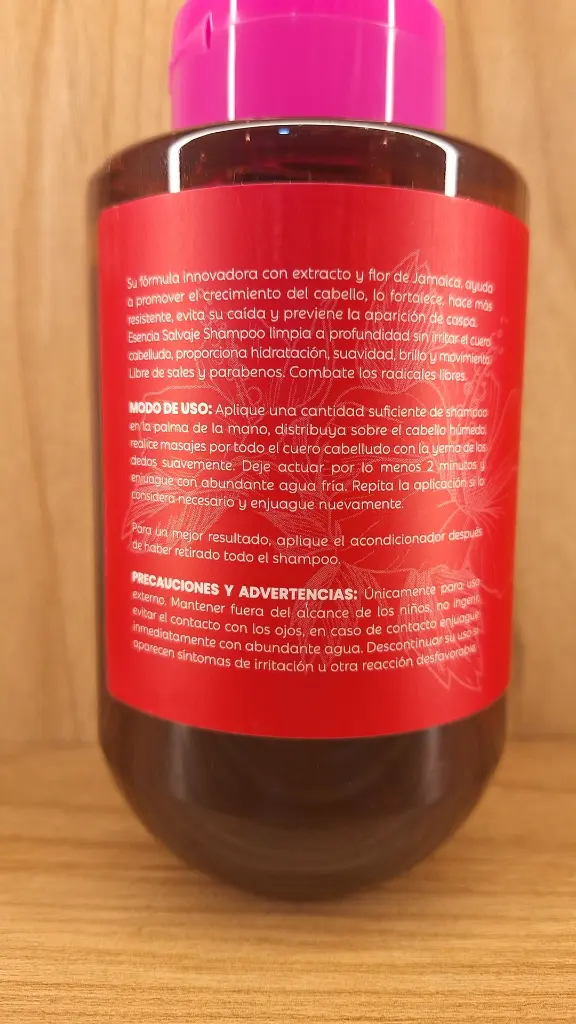 Su fórmula innovadora con extracto y flor de Jamaica, ayuda
a promover el crecimiento del cabello, lo fortalece, hace más
resistente, evita su caída y previene la aparición de caspa.
Esencia Salvaje Shampoo limpia a profundidad sin irritar el cuero
cabelludo, proporciona hidratación, suavidad, brillo y movimiento.
Libre de sales y parabenos. Combate los radicales libres.
MODO DE USO: Aplique una cantidad suficiente de shampoo
en la palma de la mano, distribuya sobre el cabello húmedo,
realice masajes por todo el cuero cabelludo con la yema de los
dedos suavemente. Deje actuar por lo menos 2 minutos y
enjuague con abundante agua fría. Repita la aplicación si lo
considera necesario y enjuague nuevamente.
Para un mejor resultado, aplique el acondicionador después
de haber retirado todo el shampoo.
PRECAUCIONES Y ADVERTENCIAS: Únicamente para uso
externo. Mantener fuera del alcance de los niños, no ingerir,
evitar el contacto con los ojos, en caso de contacto enjuague
inmediatamente con abundante agua. Descontinuar su uso si
aparecen síntomas de irritación u otra reacción desfavorable.